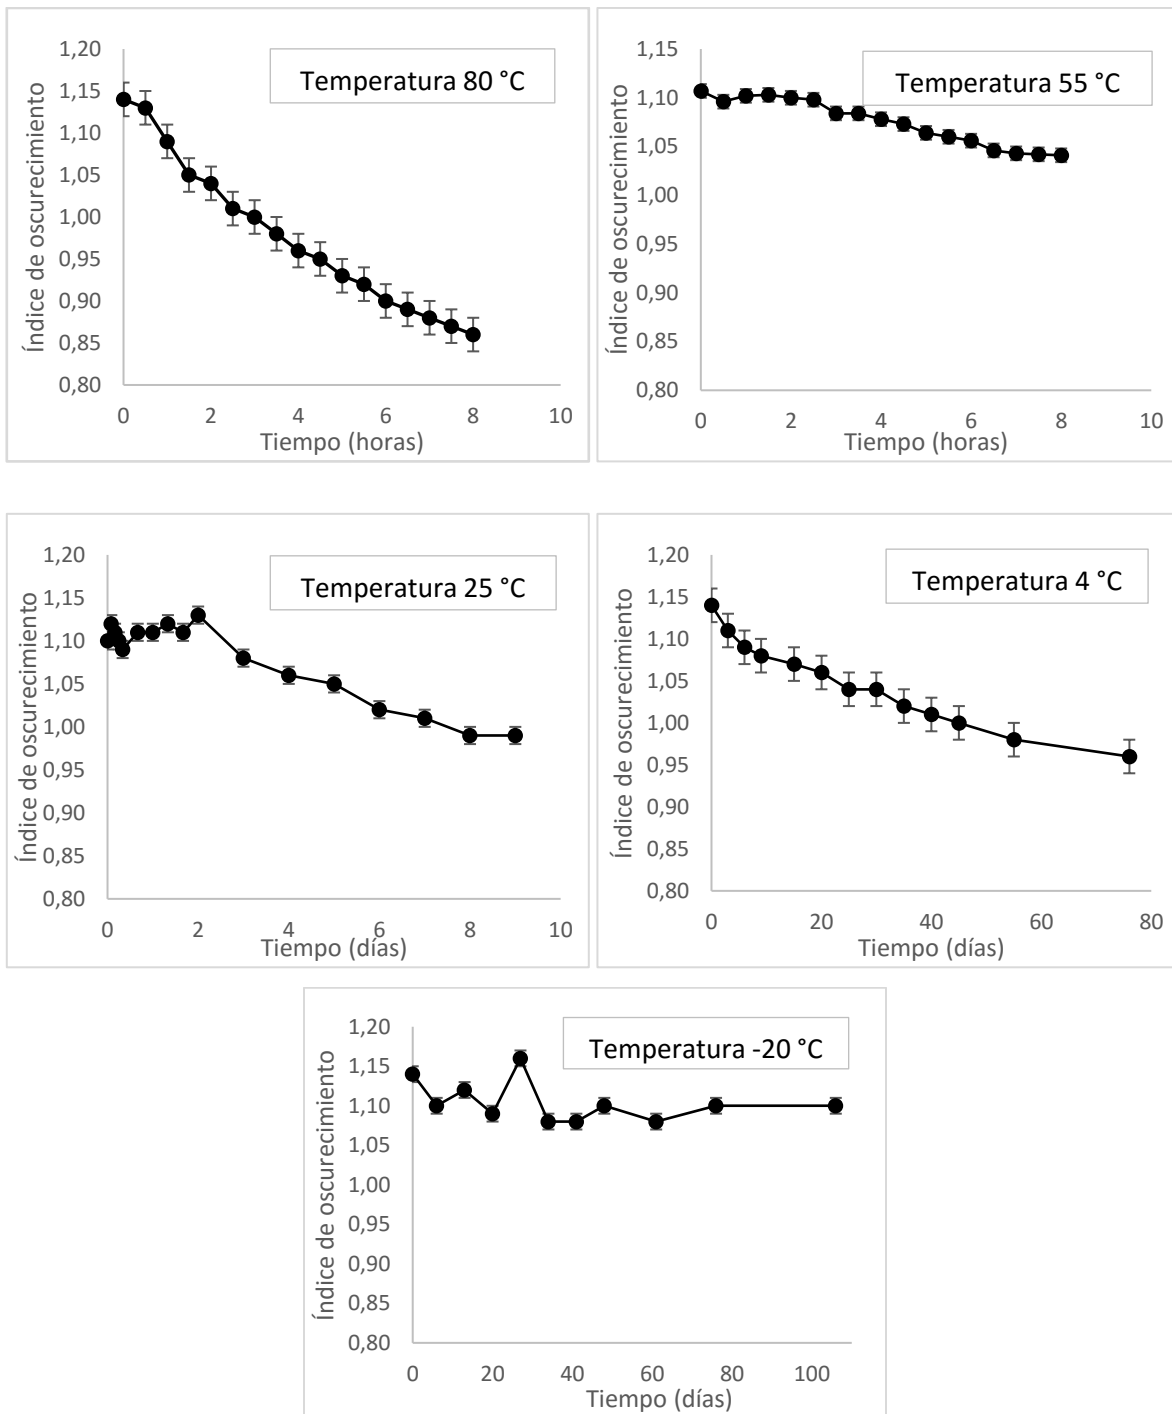 Temperatura 80 °C
Índice de oscurecimiento
1,20
1,15
1,10
1,05
1,00
0,95
0,90
0,85
0,80
0 2 4 6 8 10
Tiempo (horas)
Temperatura 55 °C
Índice de oscurecimiento
1,15
1,10
1,05
1,00
0,95
0,90
0,85
0,80
0 2 4 6 8 10
Tiempo (horas)
Temperatura 25 °C
Índice de oscurecimiento
1,20
1,15
1,10
1,05
1,00
0,95
0,90
0,85
0,80
0 2 4 6 8 10
Tiempo (días)
Temperatura 4 °C
Índice de oscurecimiento
1,20
1,15
1,10
1,05
1,00
0,95
0,90
0,85
0,80
0 20 40 60 80
Tiempo (días)
Temperatura -20 °C
Índice de oscurecimiento
1,20
1,15
1,10
1,05
1,00
0,95
0,90
0,85
0,80
0 20 40 60 80 100
Tiempo (días)